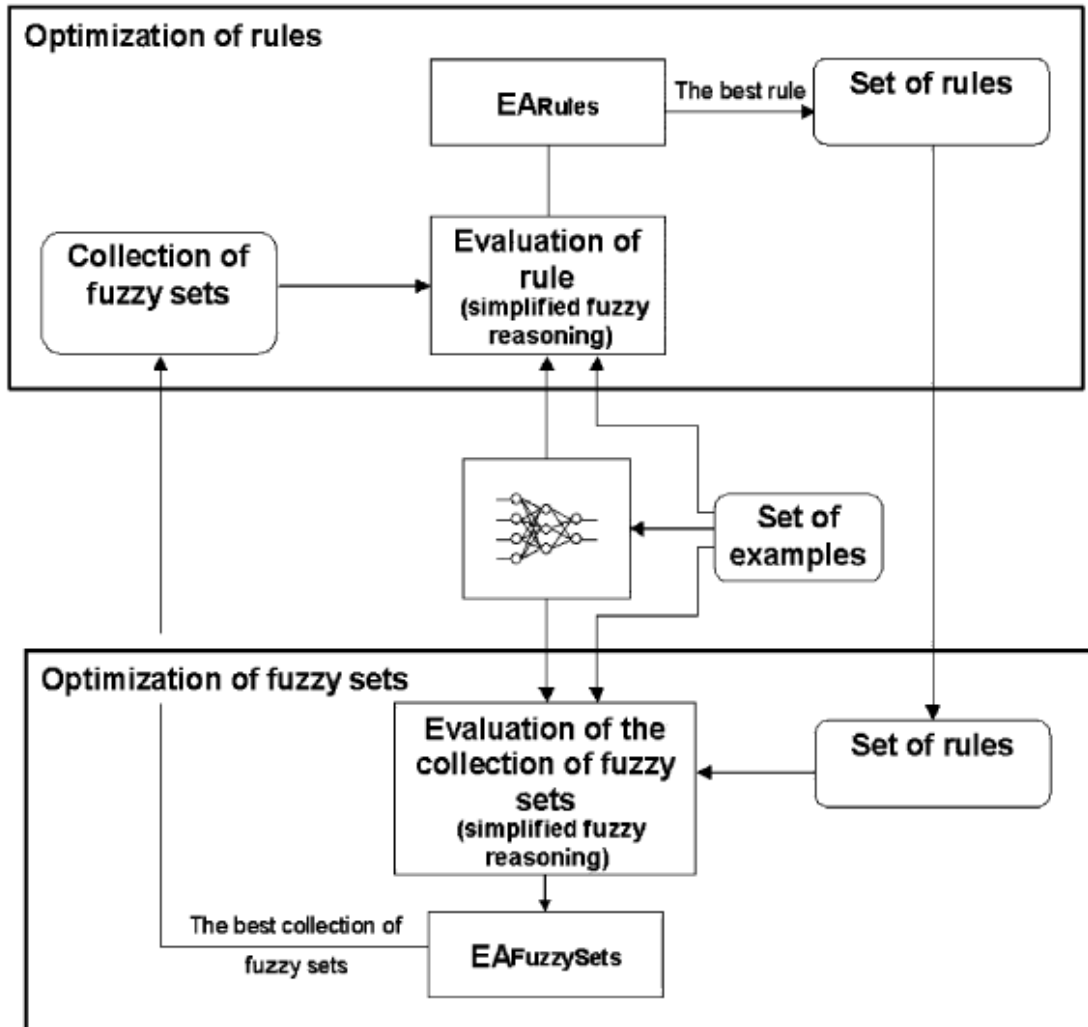 Optimization of rules
EARules
The best rule
Set of rules
Collection of
fuzzy sets
Evaluation of
rule
(simplified fuzzy
reasoning)
Set of
examples
Optimization of fuzzy sets
Evaluation of the
collection of fuzzy
sets
(simplified fuzzy
reasoning)
Set of rules
The best collection of
fuzzy sets
EAFuzzySets